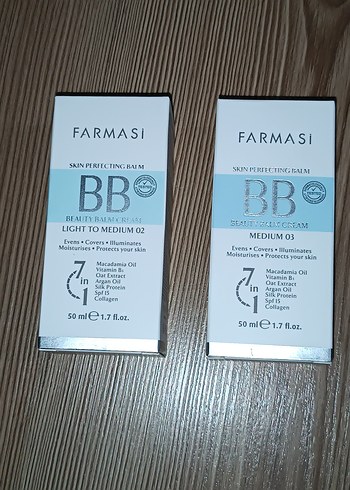 FARMASİ
SKIN PERFECTING BALM
BB
BEAUTY BALM CREAM
LIGHT TO MEDIUM 02
Evens • Covers • Illuminates
Moisturises • Protects your skin
7 in 1
Macadamia Oil
Vitamin B₅
Oat Extract
Argan Oil
Silk Protein
Spf 15
Collagen
50 ml ℮ 1.7 fl.oz.
FARMASİ
SKIN PERFECTING BALM
BB
BEAUTY BALM CREAM
MEDIUM 03
Evens • Covers • Illuminates
Moisturises • Protects your skin
7 in 1
Macadamia Oil
Vitamin B₅
Oat Extract
Argan Oil
Silk Protein
Spf 15
Collagen
50 ml ℮ 1.7 fl.oz.